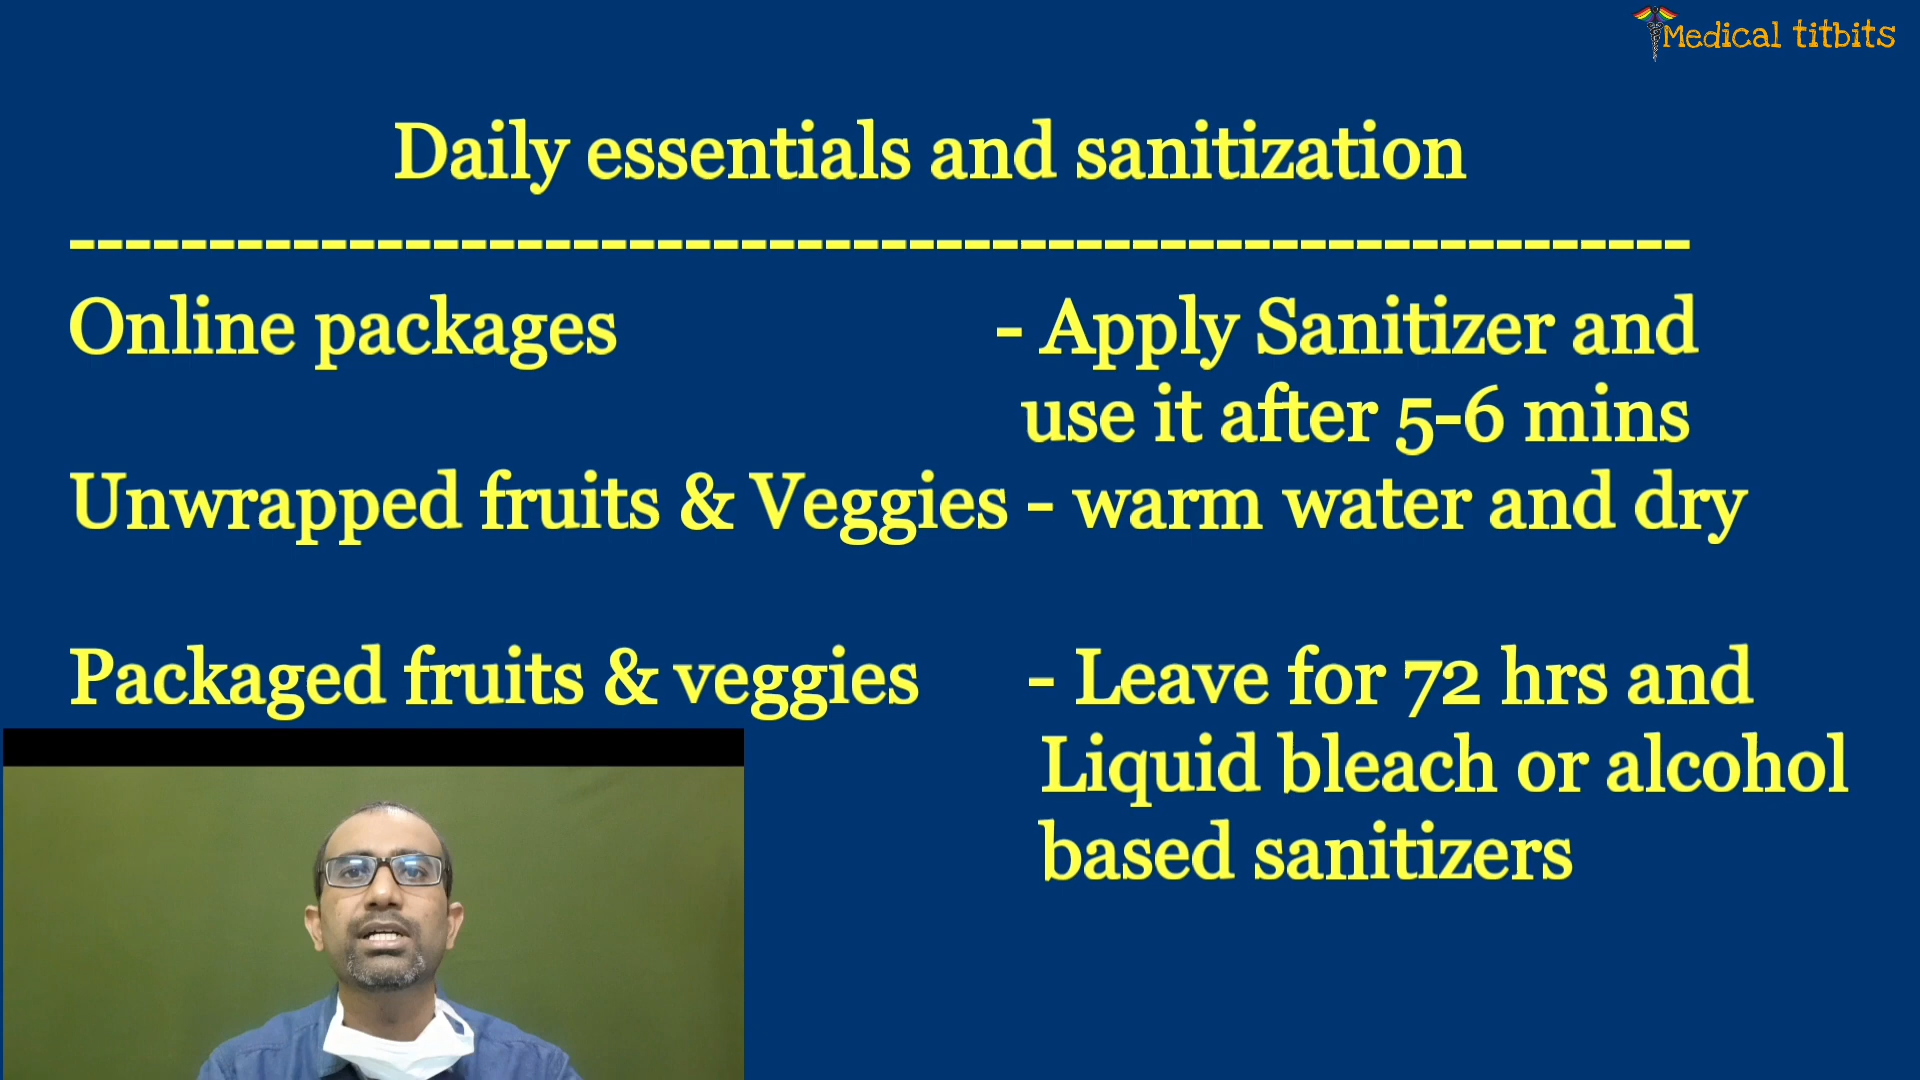 Medical titbits
Daily essentials and sanitization
----------------------------------------------------------
Online packages - Apply Sanitizer and
use it after 5-6 mins
Unwrapped fruits & Veggies - warm water and dry
Packaged fruits & veggies - Leave for 72 hrs and
Liquid bleach or alcohol
based sanitizers